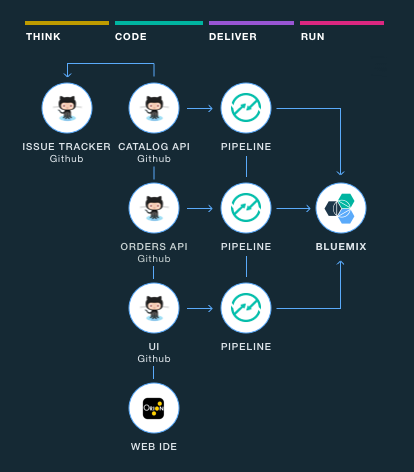 THINK CODE DELIVER RUN
ISSUE TRACKER CATALOG API PIPELINE
Github Github
ORDERS API PIPELINE BLUEMIX
Github
UI PIPELINE
Github
ORION
WEB IDE